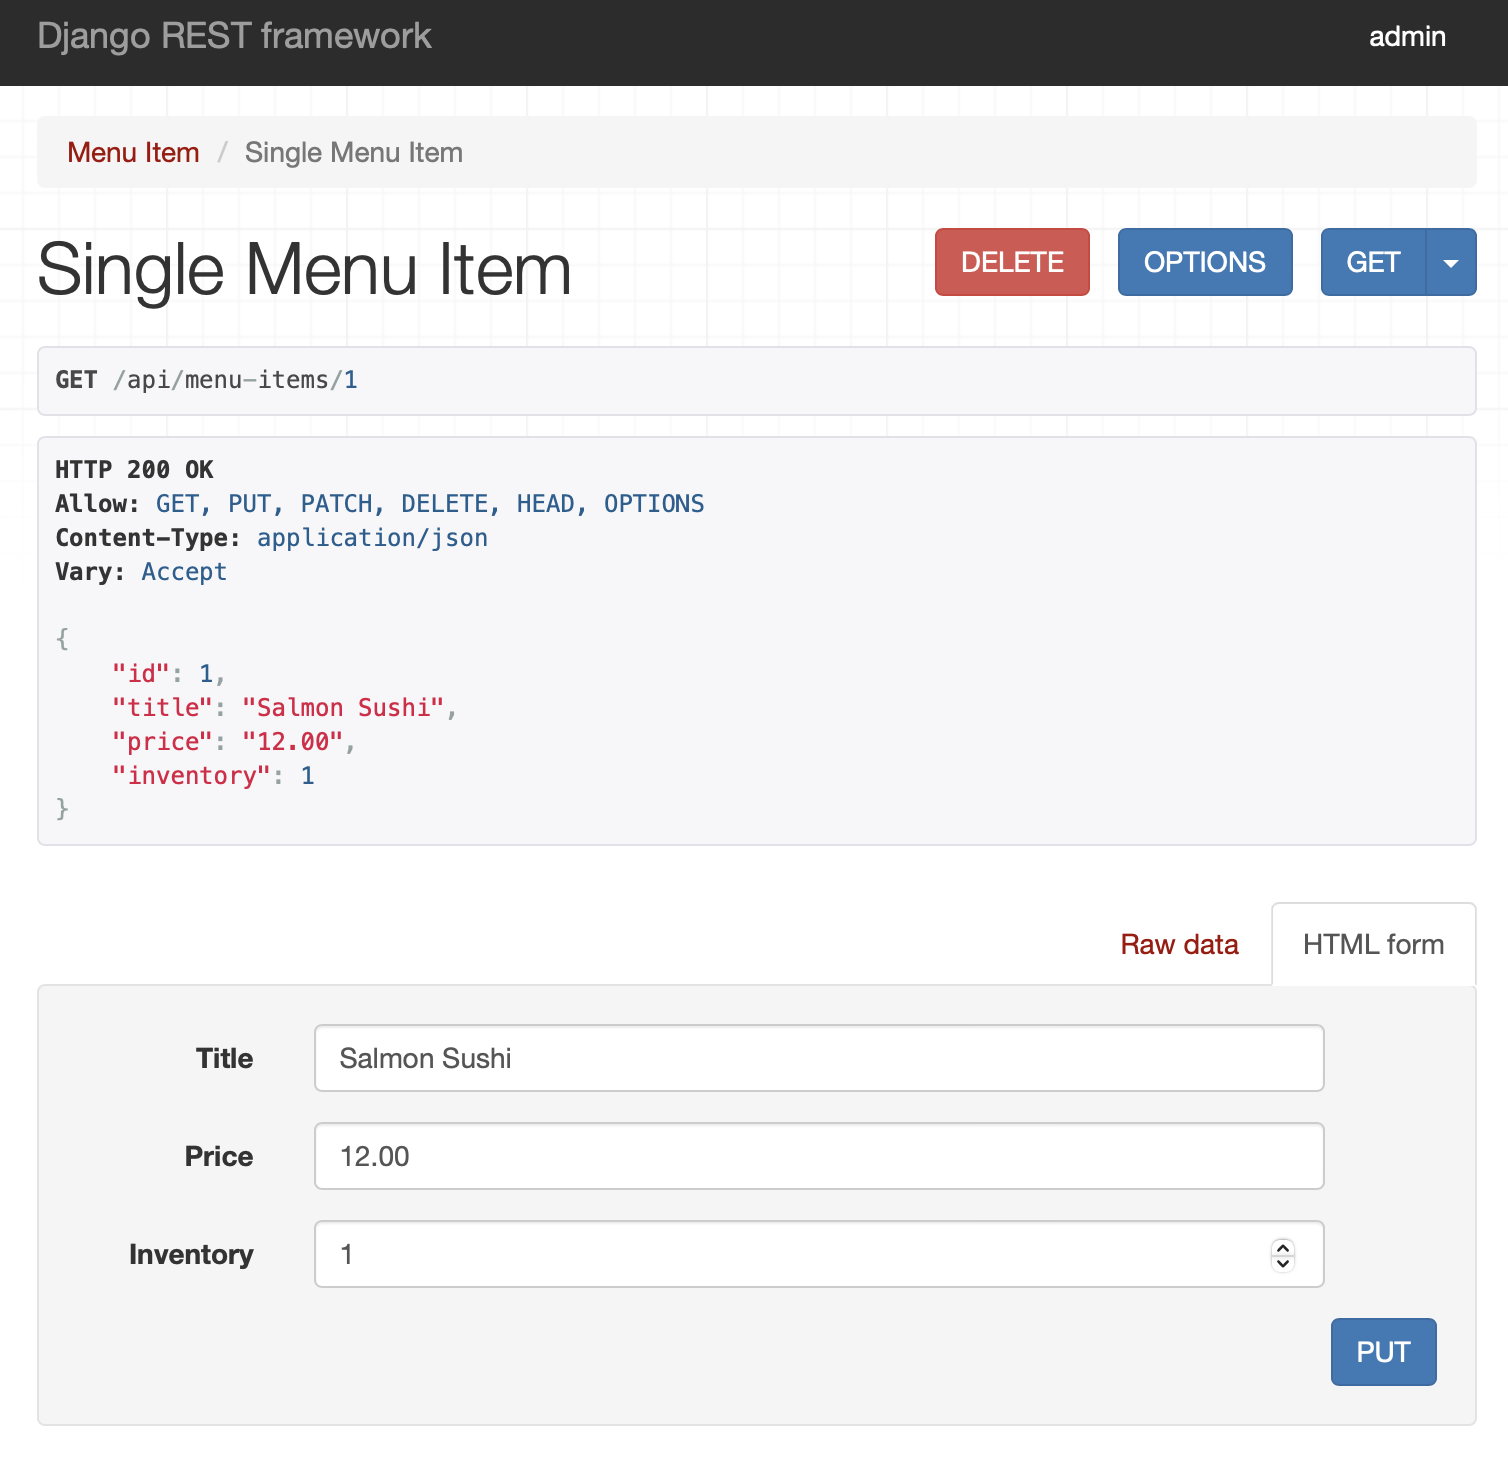 Django REST framework
admin
Menu Item / Single Menu Item
Single Menu Item
DELETE
OPTIONS
GET
GET /api/menu-items/1
HTTP 200 OK
Allow: GET, PUT, PATCH, DELETE, HEAD, OPTIONS
Content-Type: application/json
Vary: Accept
{
    "id": 1,
    "title": "Salmon Sushi",
    "price": "12.00",
    "inventory": 1
}
Raw data
HTML form
Title
Salmon Sushi
Price
12.00
Inventory
1
PUT